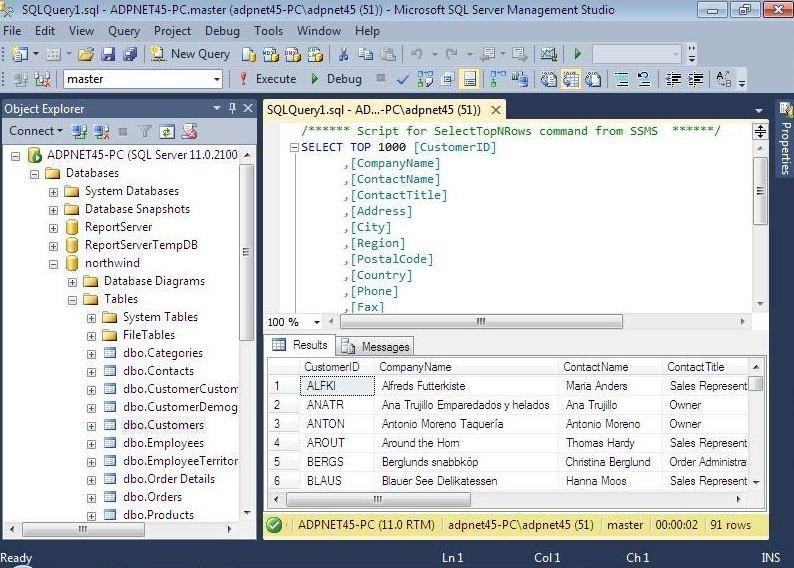 SQLQuery1.sql - ADPNET45-PC.master (adpnet45-PC\adpnet45 (51)) - Microsoft SQL Server Management Studio
File Edit View Query Project Debug Tools Window Help
New Query
master Execute Debug
Object Explorer
Connect
ADPNET45-PC (SQL Server 11.0.2100
Databases
System Databases
Database Snapshots
ReportServer
ReportServerTempDB
northwind
Database Diagrams
Tables
System Tables
FileTables
dbo.Categories
dbo.Contacts
dbo.CustomerCustom
dbo.CustomerDemog
dbo.Customers
dbo.Employees
dbo.EmployeeTerritor
dbo.Order Details
dbo.Orders
dbo.Products
SQLQuery1.sql - AD...-PC\adpnet45 (51))
/****** Script for SelectTopNRows command from SSMS ******/
SELECT TOP 1000 [CustomerID]
,[CompanyName]
,[ContactName]
,[ContactTitle]
,[Address]
,[City]
,[Region]
,[PostalCode]
,[Country]
,[Phone]
,[Fax]
100 %
Results Messages
CustomerID CompanyName ContactName ContactTitle
1 ALFKI Alfreds Futterkiste Maria Anders Sales Represent
2 ANATR Ana Trujillo Emparedados y helados Ana Trujillo Owner
3 ANTON Antonio Moreno Taquería Antonio Moreno Owner
4 AROUT Around the Horn Thomas Hardy Sales Represent
5 BERGS Berglunds snabbköp Christina Berglund Order Administra
6 BLAUS Blauer See Delikatessen Hanna Moos Sales Represent
ADPNET45-PC (11.0 RTM) adpnet45-PC\adpnet45 (51) master 00:00:02 91 rows
Properties
Ready Ln 1 Col 1 Ch 1 INS